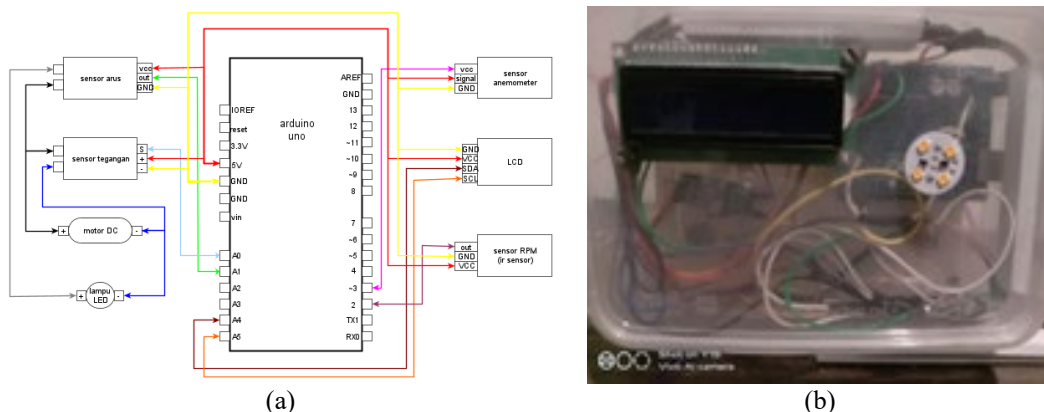 sensor arus
vcc
out
GND
sensor tegangan
S
+
-
+ motor DC -
+ lampu LED -
arduino
uno
IOREF
reset
3.3V
5V
GND
GND
vin
A0
A1
A2
A3
A4
A5
AREF
GND
13
12
~11
~10
~9
8
7
~6
~5
4
~3
2
TX1
RX0
vcc
signal
GND
sensor
anemometer
GND
VCC
SDA
SCL
LCD
out
GND
VCC
sensor RPM
(ir sensor)
Vivo AI camera
(a)
(b)